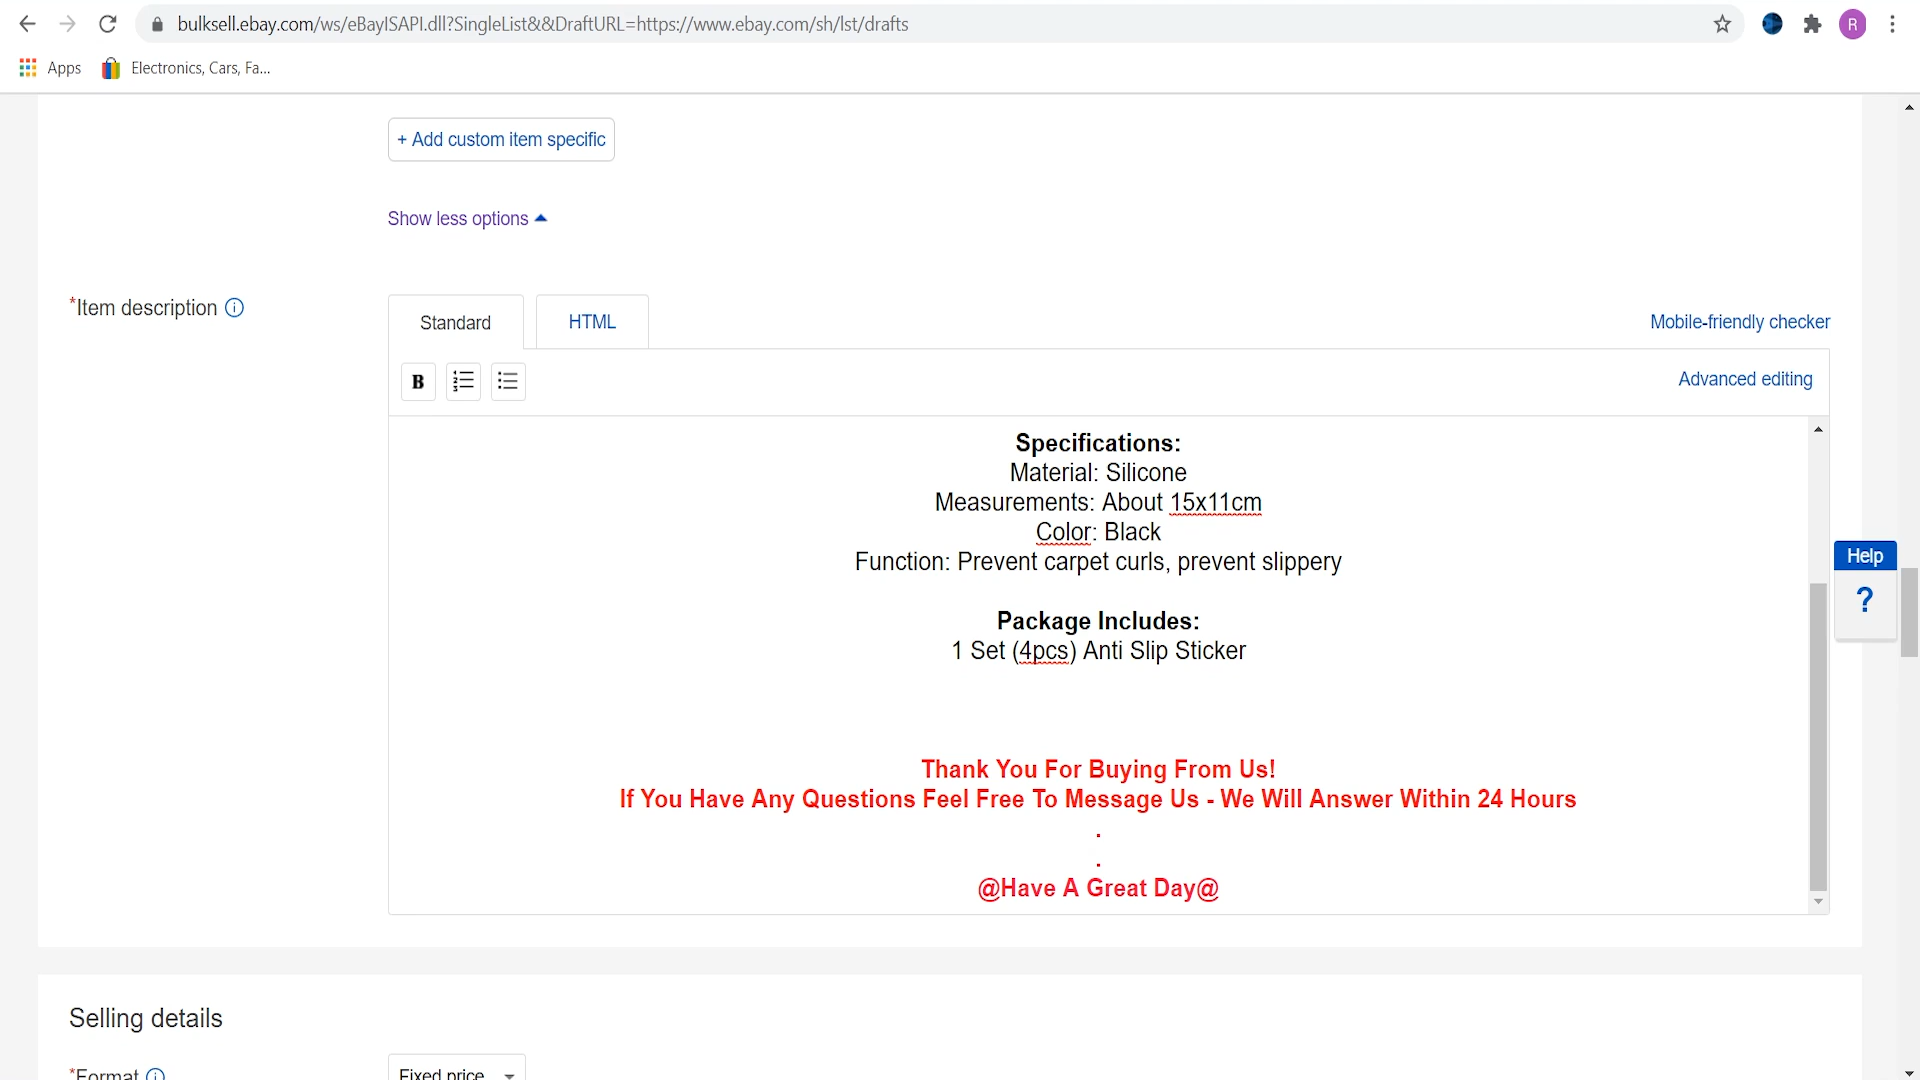 bulksell.ebay.com/ws/eBayISAPI.dll?SingleList&&DraftURL=https://www.ebay.com/sh/lst/drafts
R
Apps
Electronics, Cars, Fa...
+ Add custom item specific
Show less options
*Item description
Standard
HTML
Mobile-friendly checker
B
Advanced editing
Specifications:
Material: Silicone
Measurements: About 15x11cm
Color: Black
Function: Prevent carpet curls, prevent slippery
Help
?
Package Includes:
1 Set (4pcs) Anti Slip Sticker
Thank You For Buying From Us!
If You Have Any Questions Feel Free To Message Us - We Will Answer Within 24 Hours
.
.
@Have A Great Day@
Selling details
*Format
Fixed price